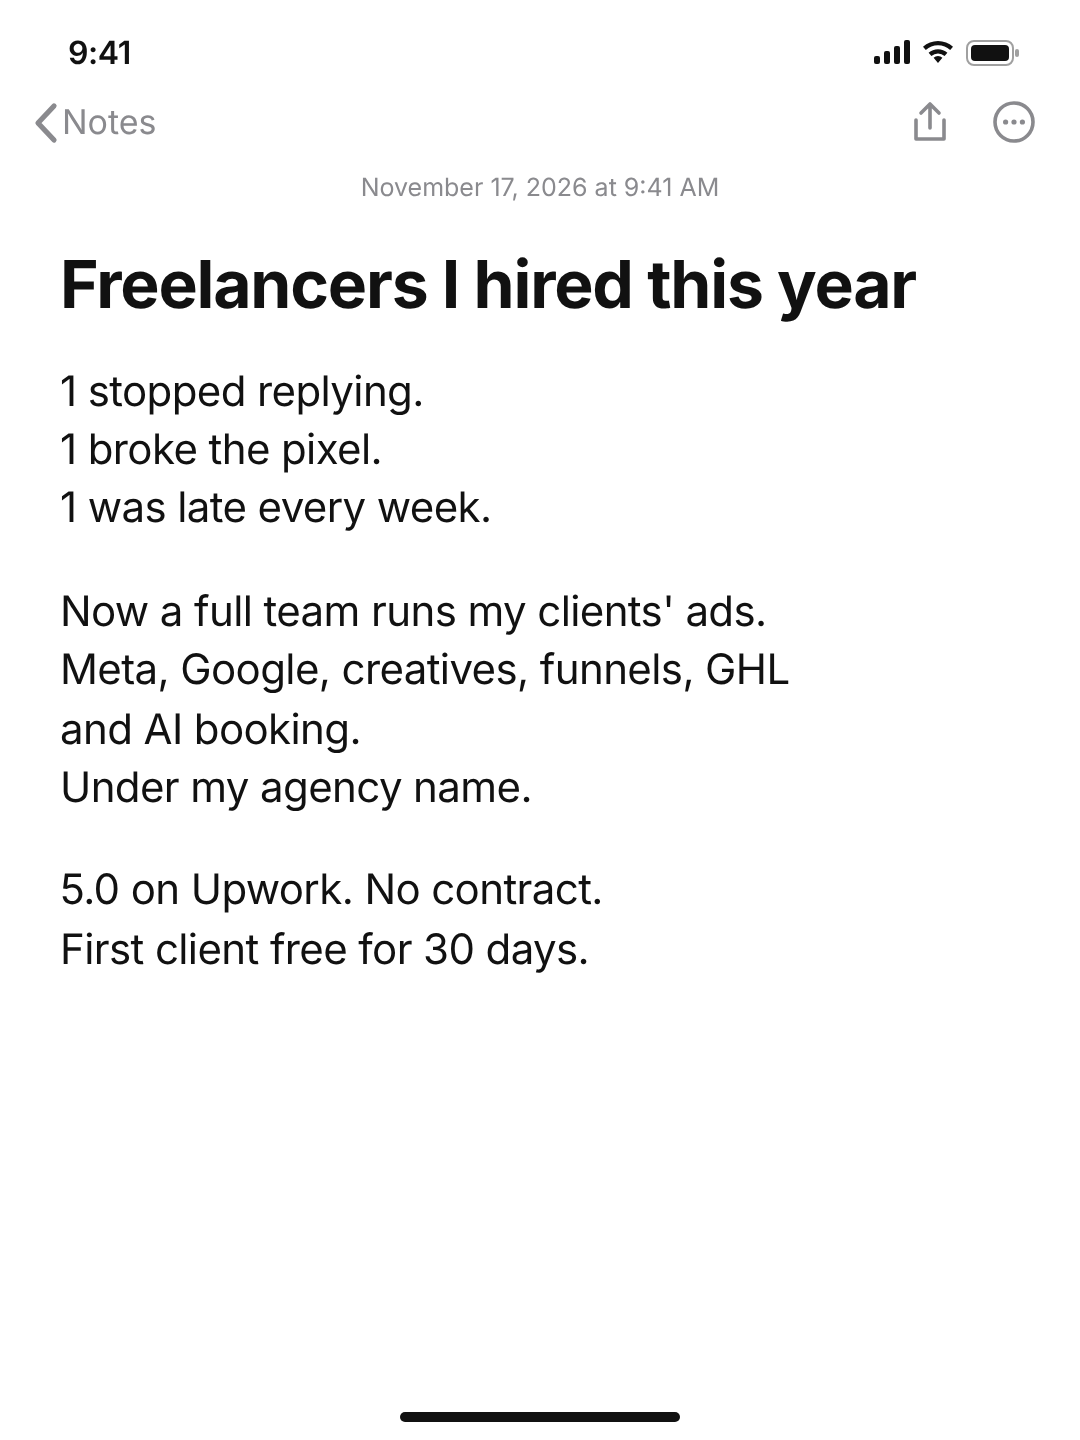 9:41
Notes
November 17, 2026 at 9:41 AM
Freelancers I hired this year
1 stopped replying.
1 broke the pixel.
1 was late every week.
Now a full team runs my clients' ads.
Meta, Google, creatives, funnels, GHL
and AI booking.
Under my agency name.
5.0 on Upwork. No contract.
First client free for 30 days.